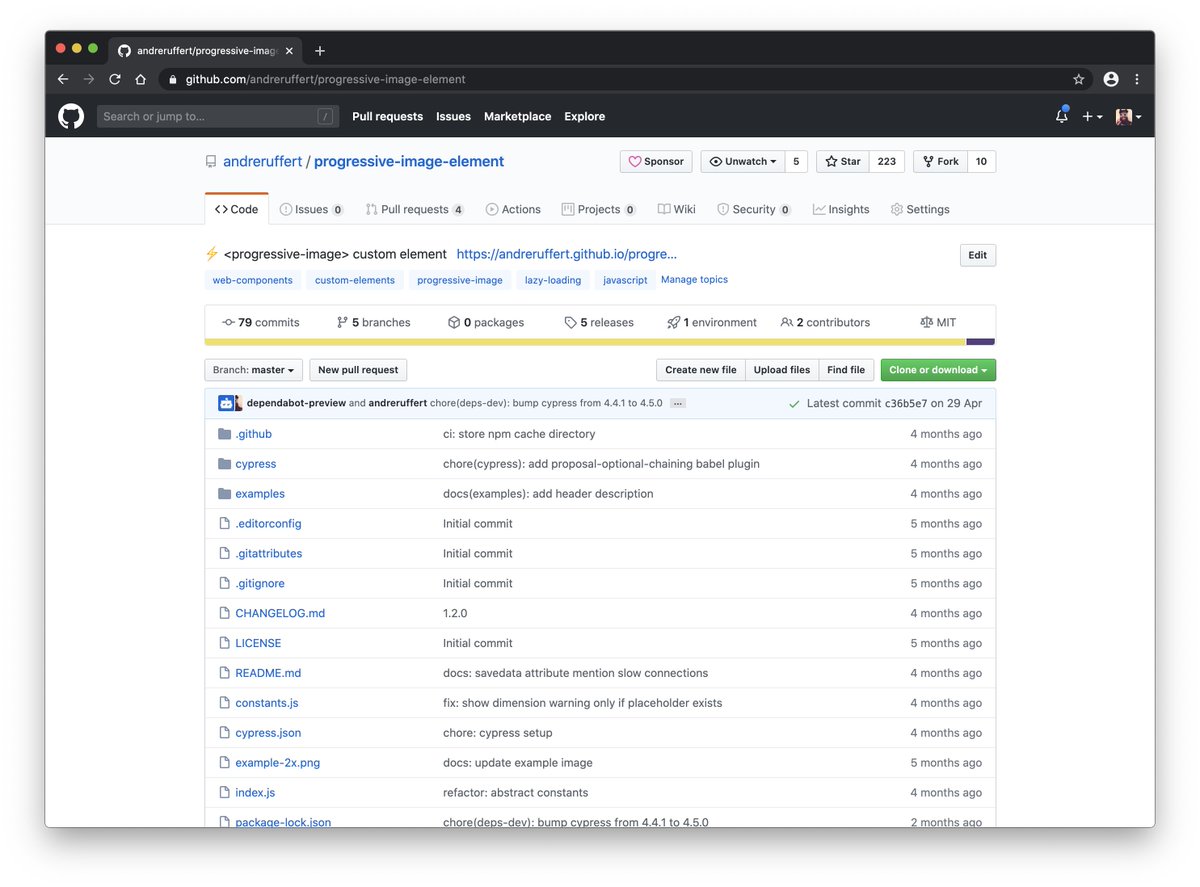 andreruffert/progressive-imag
github.com/andreruffert/progressive-image-element
Search or jump to... /
Pull requests Issues Marketplace Explore
andreruffert / progressive-image-element
Sponsor Unwatch 5 Star 223 Fork 10
Code Issues 0 Pull requests 4 Actions Projects 0 Wiki Security 0 Insights Settings
⚡ <progressive-image> custom element https://andreruffert.github.io/progre... Edit
web-components custom-elements progressive-image lazy-loading javascript Manage topics
79 commits 5 branches 0 packages 5 releases 1 environment 2 contributors MIT
Branch: master New pull request Create new file Upload files Find file Clone or download
dependabot-preview and andreruffert chore(deps-dev): bump cypress from 4.4.1 to 4.5.0 ... Latest commit c36b5e7 on 29 Apr
.github ci: store npm cache directory 4 months ago
cypress chore(cypress): add proposal-optional-chaining babel plugin 4 months ago
examples docs(examples): add header description 4 months ago
.editorconfig Initial commit 5 months ago
.gitattributes Initial commit 5 months ago
.gitignore Initial commit 5 months ago
CHANGELOG.md 1.2.0 4 months ago
LICENSE Initial commit 5 months ago
README.md docs: savedata attribute mention slow connections 4 months ago
constants.js fix: show dimension warning only if placeholder exists 4 months ago
cypress.json chore: cypress setup 4 months ago
example-2x.png docs: update example image 5 months ago
index.js refactor: abstract constants 4 months ago
package-lock.json chore(deps-dev): bump cypress from 4.4.1 to 4.5.0 2 months ago